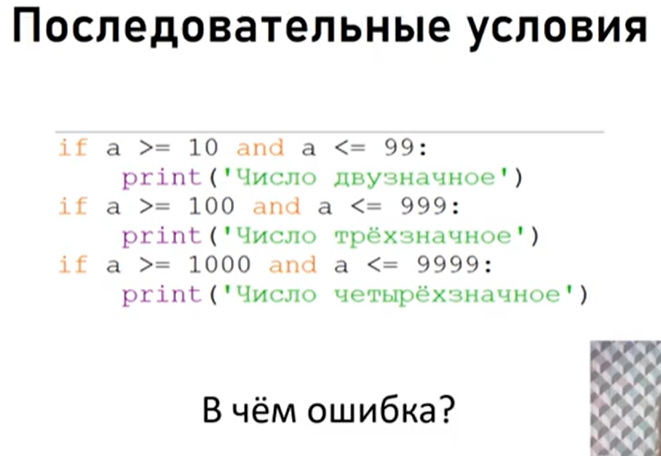 Последовательные условия
if a >= 10 and a <= 99:
print('Число двузначное')
if a >= 100 and a <= 999:
print('Число трёхзначное')
if a >= 1000 and a <= 9999:
print('Число четырёхзначное')
В чём ошибка?